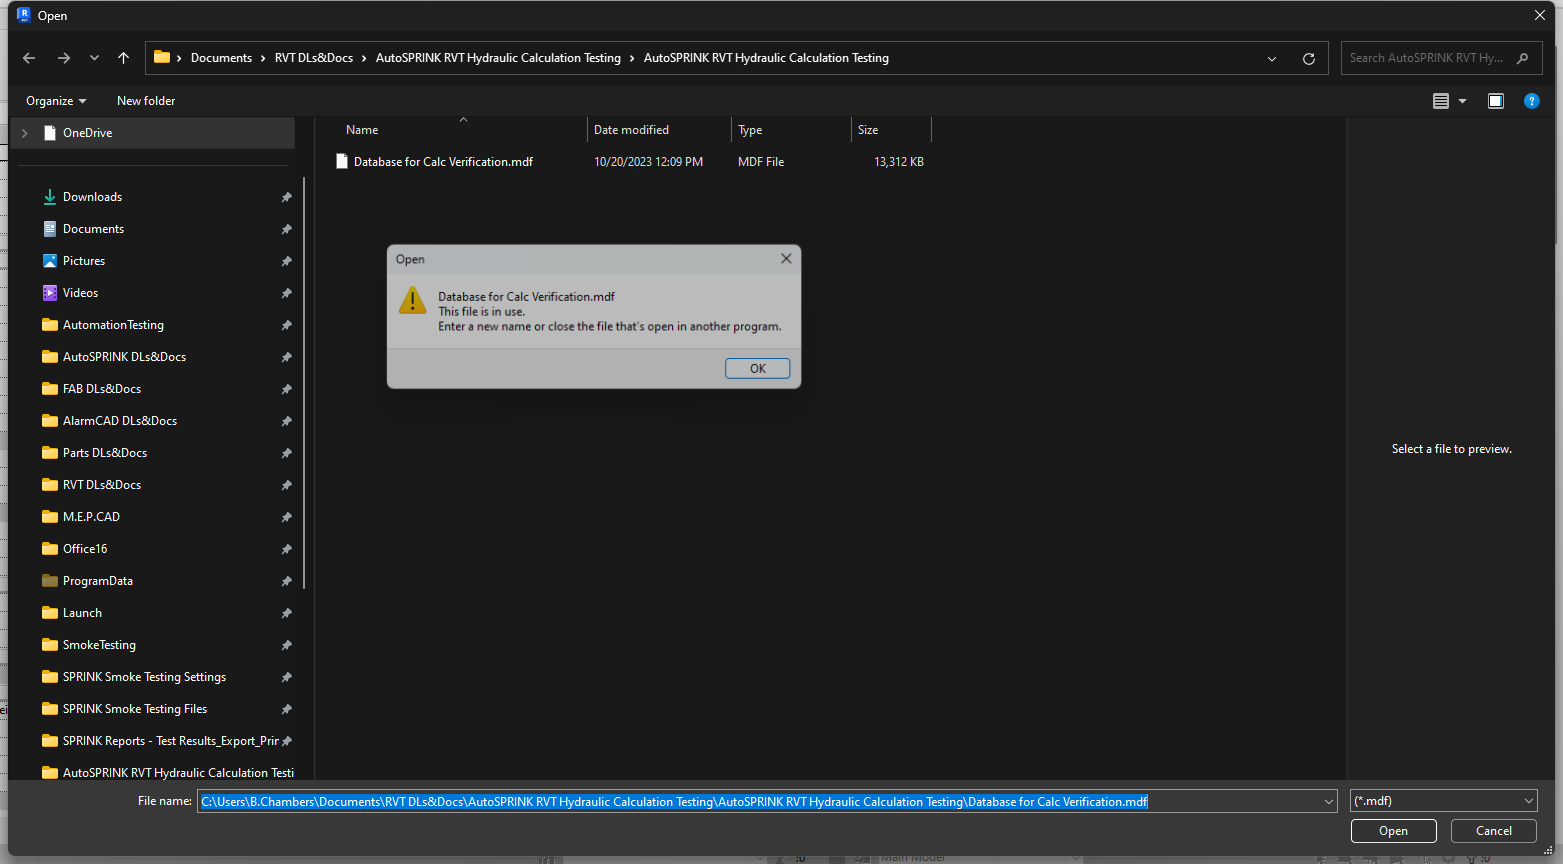 Open
Documents > RVT DLs&Docs > AutoSPRINK RVT Hydraulic Calculation Testing > AutoSPRINK RVT Hydraulic Calculation Testing
Search AutoSPRINK RVT Hy...
Organize
New folder
OneDrive
Downloads
Documents
Pictures
Videos
AutomationTesting
AutoSPRINK DLs&Docs
FAB DLs&Docs
AlarmCAD DLs&Docs
Parts DLs&Docs
RVT DLs&Docs
M.E.P.CAD
Office16
ProgramData
Launch
SmokeTesting
SPRINK Smoke Testing Settings
SPRINK Smoke Testing Files
SPRINK Reports - Test Results_Export_Prin
AutoSPRINK RVT Hydraulic Calculation Testi
Name Date modified Type Size
Database for Calc Verification.mdf 10/20/2023 12:09 PM MDF File 13,312 KB
Open
Database for Calc Verification.mdf
This file is in use.
Enter a new name or close the file that's open in another program.
OK
Select a file to preview.
File name: C:\Users\B.Chambers\Documents\RVT DLs&Docs\AutoSPRINK RVT Hydraulic Calculation Testing\AutoSPRINK RVT Hydraulic Calculation Testing\Database for Calc Verification.mdf
(*.mdf)
Open
Cancel
:0
Main Model
:0